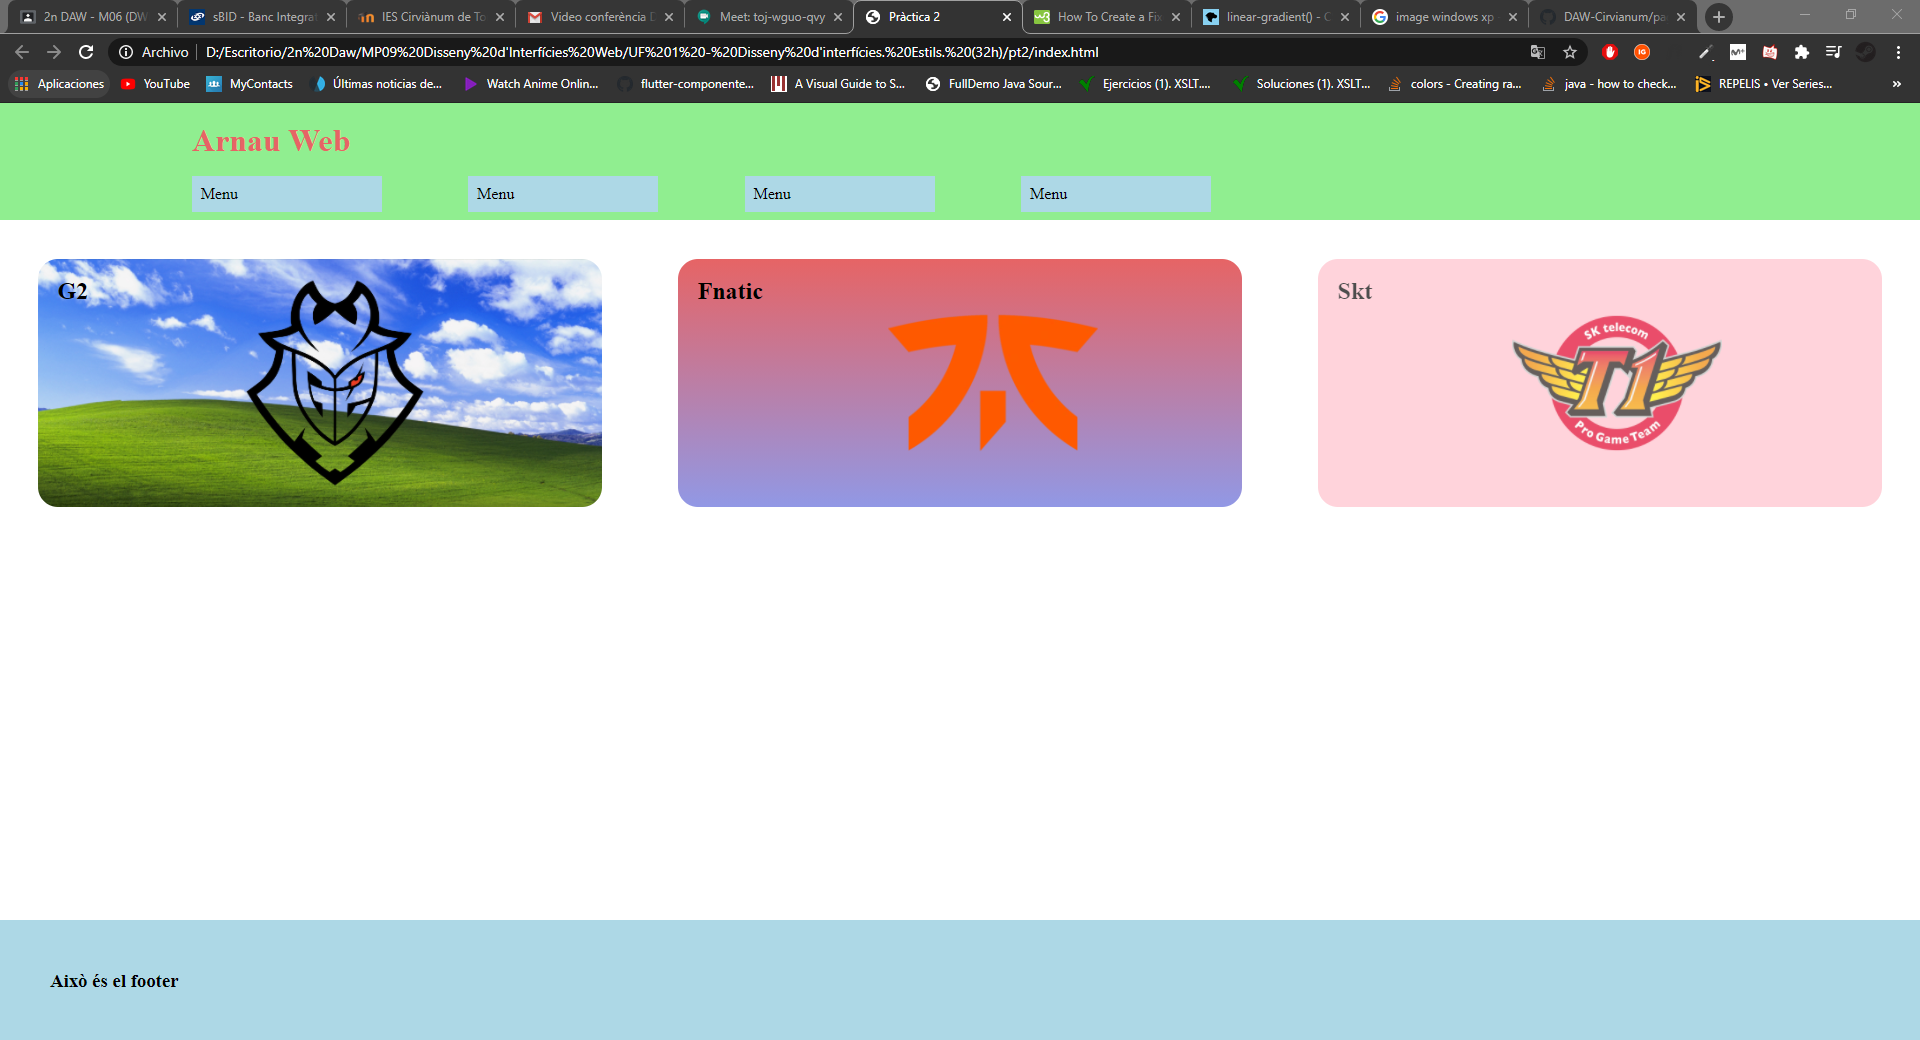 2n DAW - M06 (DW
sBID - Banc Integrat
IES Cirviànum de To
Video conferència D
Meet: toj-wguo-qvy
Pràctica 2
How To Create a Fix
linear-gradient() - C
image windows xp
DAW-Cirvianum/pa
Archivo
D:/Escritorio/2n%20Daw/MP09%20Disseny%20d'Interfícies%20Web/UF%201%20-%20Disseny%20d'interfícies.%20Estils.%20(32h)/pt2/index.html
Aplicaciones
YouTube
MyContacts
Últimas noticias de...
Watch Anime Onlin...
flutter-componente...
A Visual Guide to S...
FullDemo Java Sour...
Ejercicios (1). XSLT....
Soluciones (1). XSLT...
colors - Creating ra...
java - how to check...
REPELIS • Ver Series...
»
Arnau Web
Menu
Menu
Menu
Menu
G2
Fnatic
Skt
SK telecom
T1
Pro Game Team
Això és el footer